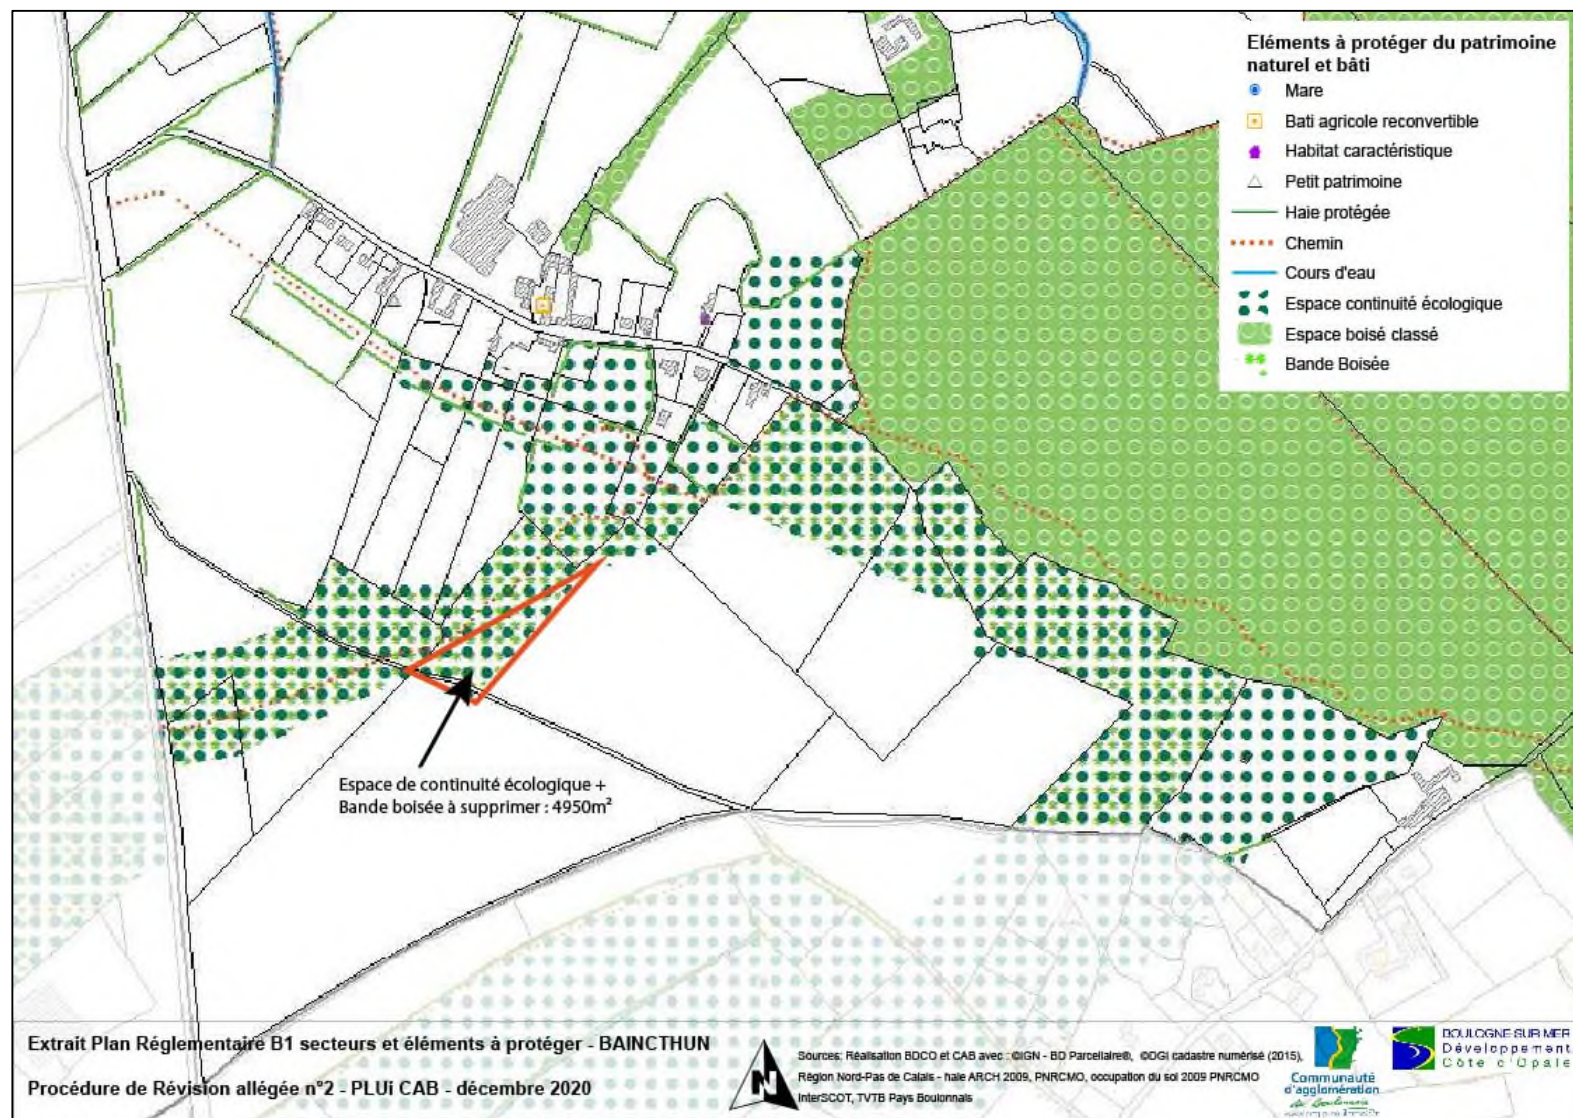 Eléments à protéger du patrimoine
naturel et bâti
Mare
Bati agricole reconvertible
Habitat caractéristique
Petit patrimoine
Haie protégée
Chemin
Cours d'eau
Espace continuité écologique
Espace boisé classé
Bande Boisée
Espace de continuité écologique +
Bande boisée à supprimer : 4950m²
Extrait Plan Réglementaire B1 secteurs et éléments à protéger - BAINCTHUN
Procédure de Révision allégée n°2 - PLUi CAB - décembre 2020
N
Sources: Réalisation BDCO et CAB avec : ©IGN - BD Parcellaire®, ©DGI cadastre numérisé (2015),
Région Nord-Pas de Calais - haie ARCH 2009, PNRCMO, occupation du sol 2009 PNRCMO
InterSCOT, TVTB Pays Boulonnais
Communauté
d'agglomération
du Boulonnais
BOULOGNE SUR MER
Développement
Côte d'Opale